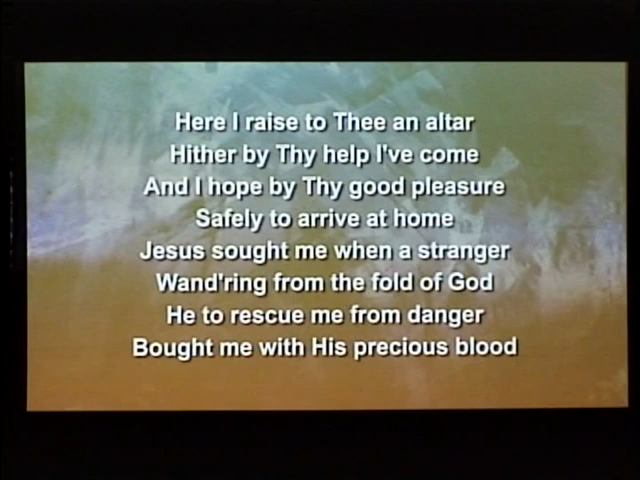 Here I raise to Thee an altar
Hither by Thy help I've come
And I hope by Thy good pleasure
Safely to arrive at home
Jesus sought me when a stranger
Wand'ring from the fold of God
He to rescue me from danger
Bought me with His precious blood